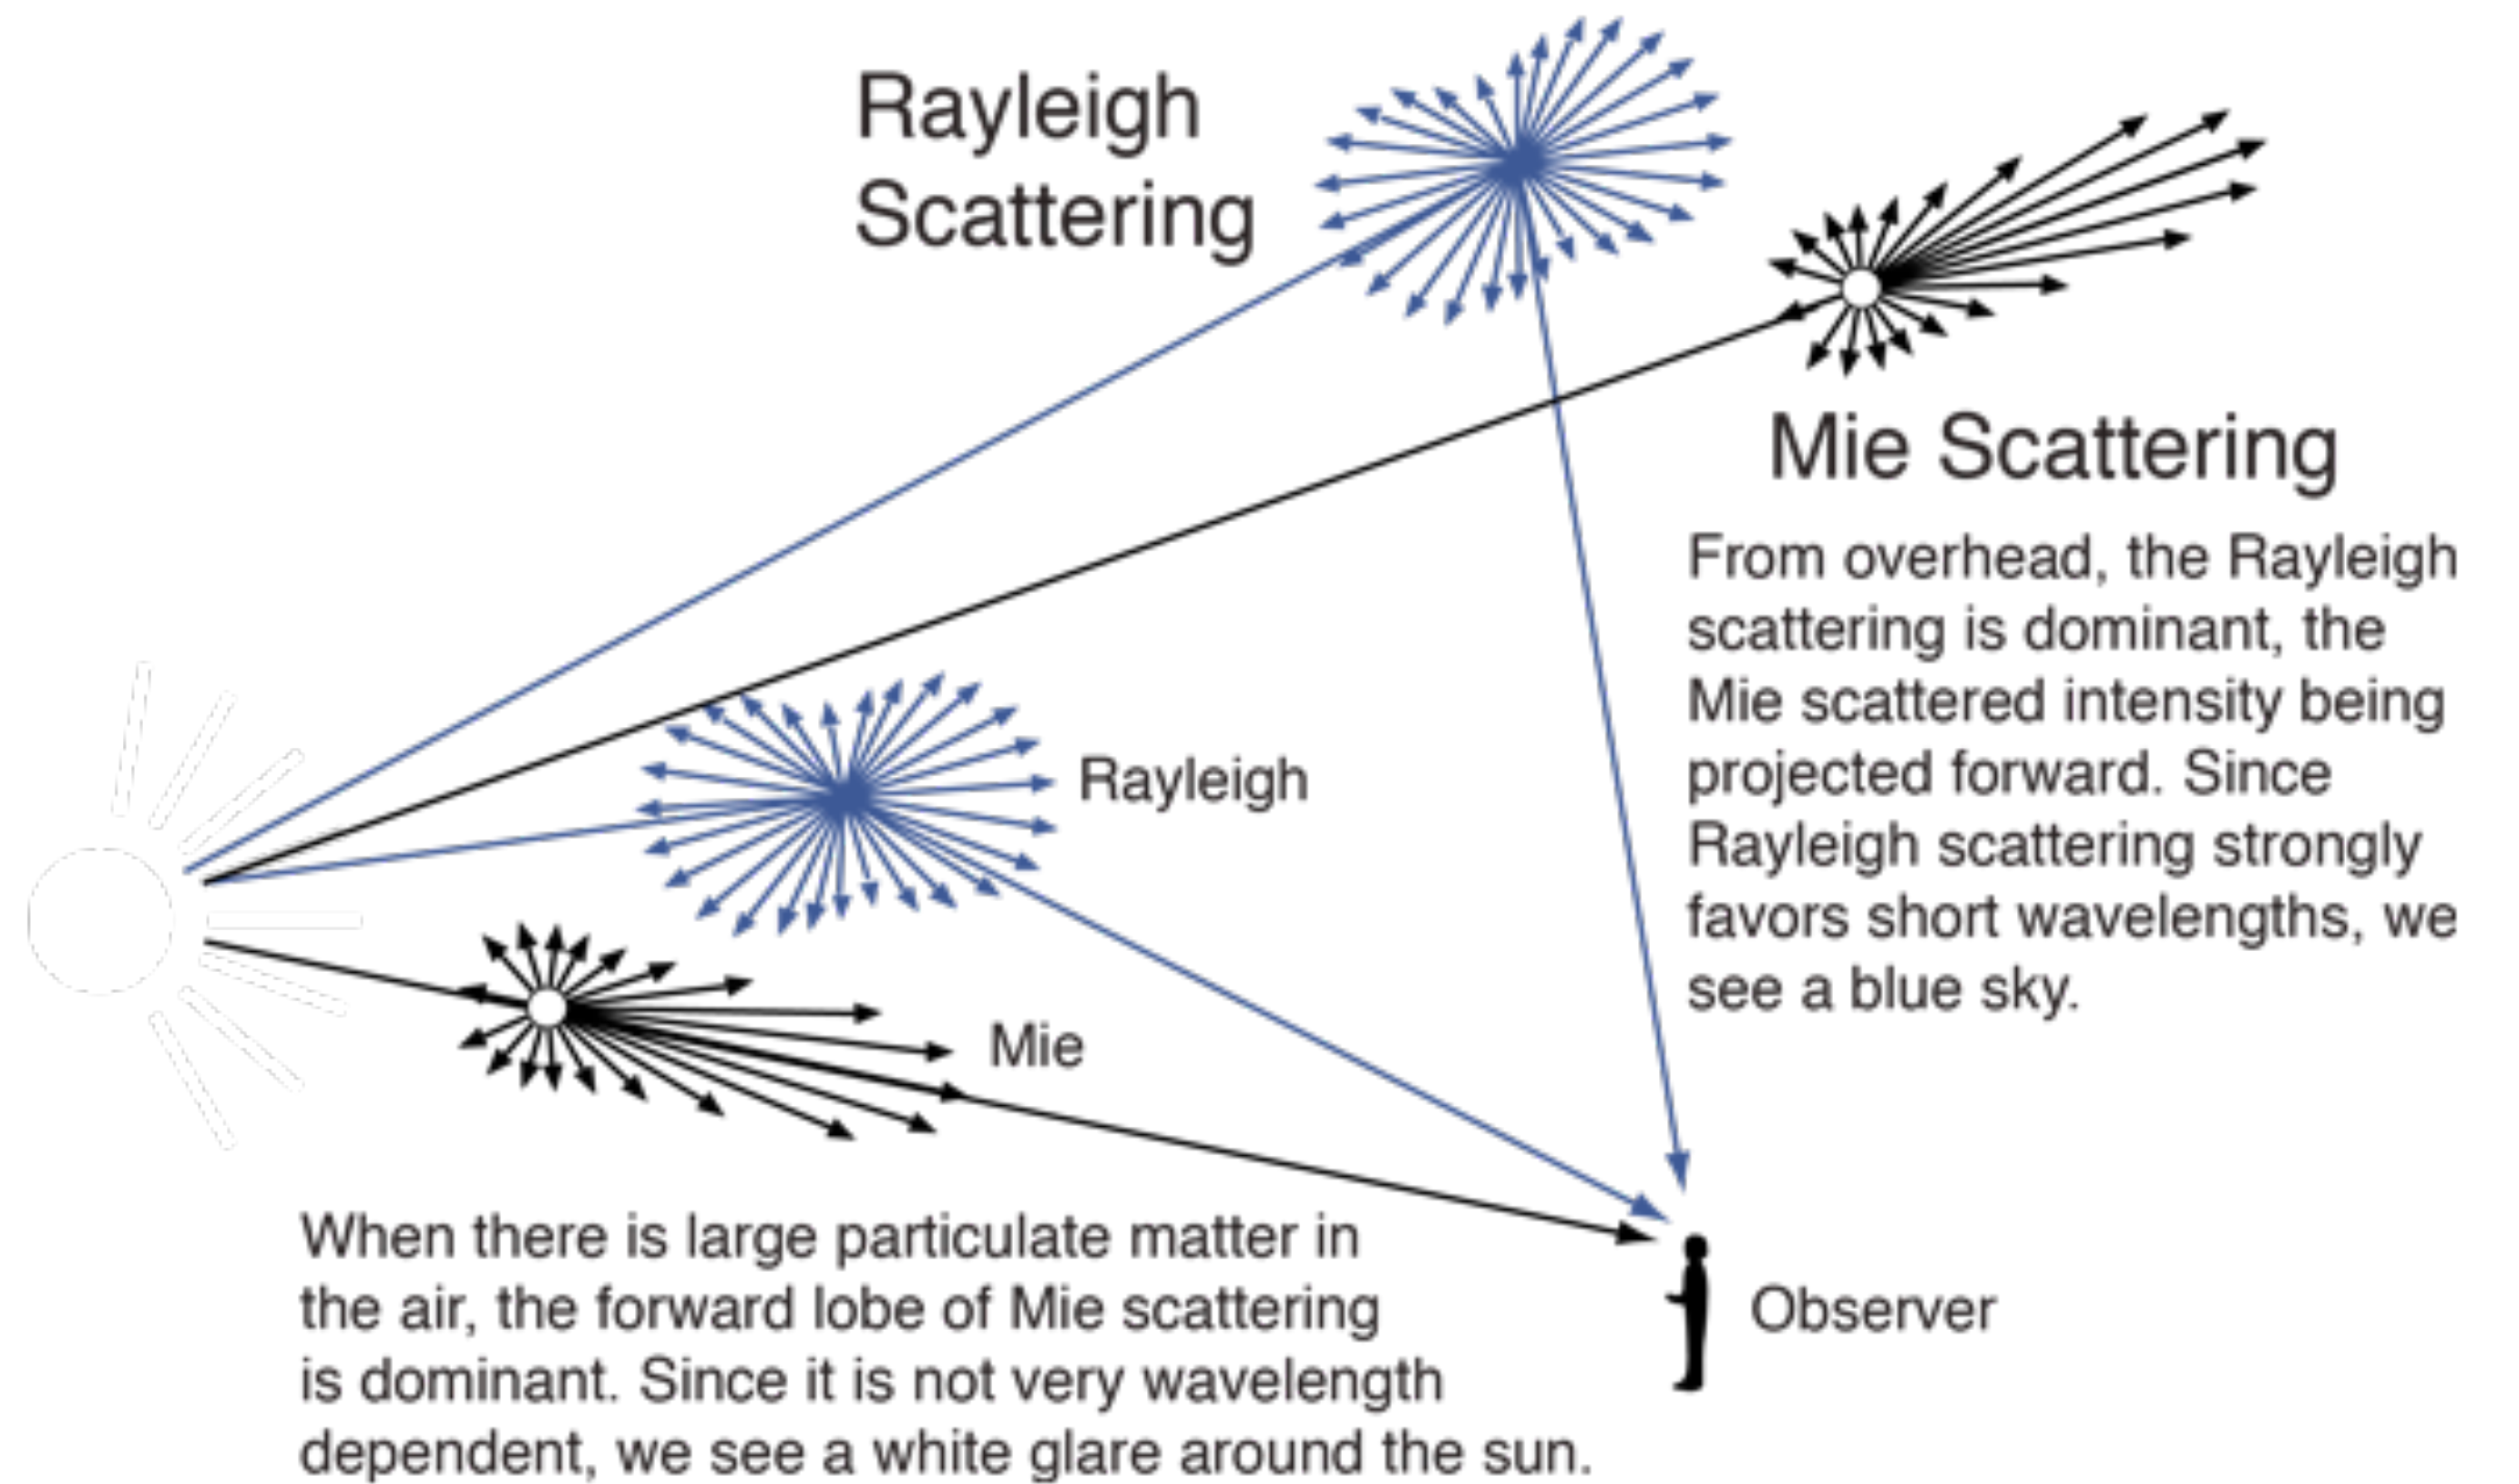 Rayleigh
Scattering
Mie Scattering
From overhead, the Rayleigh
scattering is dominant, the
Mie scattered intensity being
projected forward. Since
Rayleigh scattering strongly
favors short wavelengths, we
see a blue sky.
Rayleigh
Mie
Observer
When there is large particulate matter in
the air, the forward lobe of Mie scattering
is dominant. Since it is not very wavelength
dependent, we see a white glare around the sun.